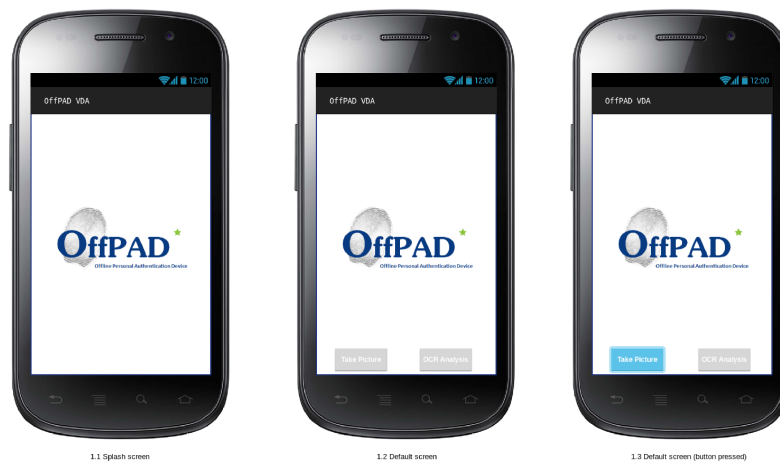 12:00
OffPAD VDA
OffPAD
Offline Personal Authentication Device
1.1 Splash screen
12:00
OffPAD VDA
OffPAD
Offline Personal Authentication Device
Take Picture
OCR Analysis
1.2 Default screen
12:00
OffPAD VDA
OffPAD
Offline Personal Authentication Device
Take Picture
OCR Analysis
1.3 Default screen (button pressed)